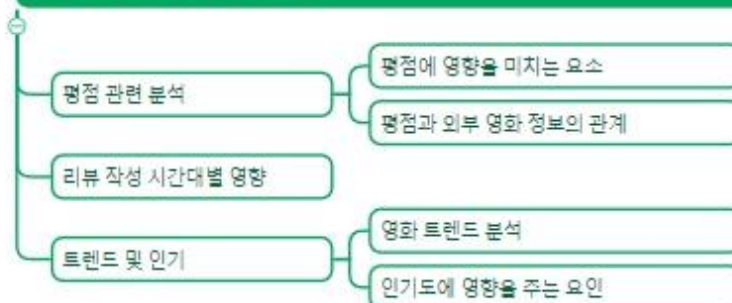 평점 관련 분석
평점에 영향을 미치는 요소
평점과 외부 영화 정보의 관계
리뷰 작성 시간대별 영향
트렌드 및 인기
영화 트렌드 분석
인기도에 영향을 주는 요인